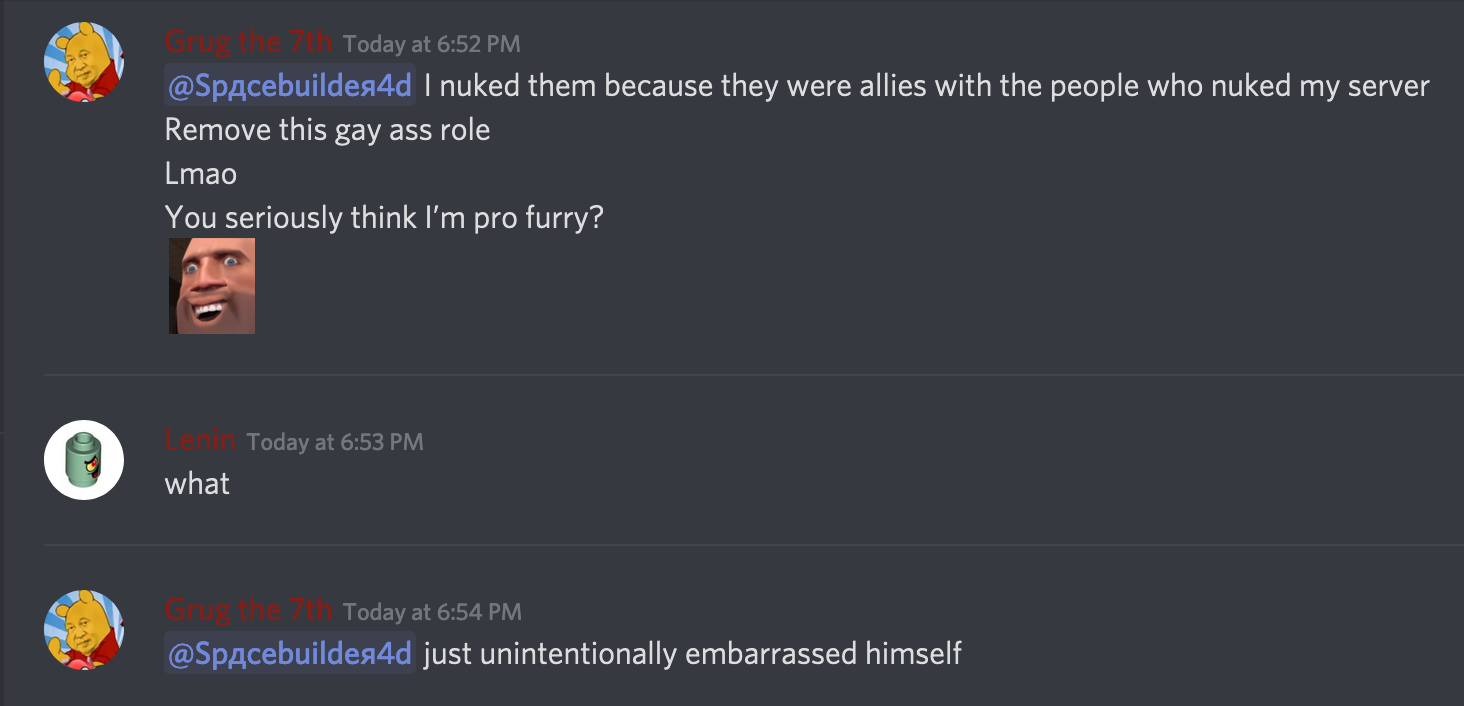 Grug the 7th Today at 6:52 PM
@Spдcebuildeя4d I nuked them because they were allies with the people who nuked my server
Remove this gay ass role
Lmao
You seriously think I'm pro furry?
Lenin Today at 6:53 PM
what
Grug the 7th Today at 6:54 PM
@Spдcebuildeя4d just unintentionally embarrassed himself